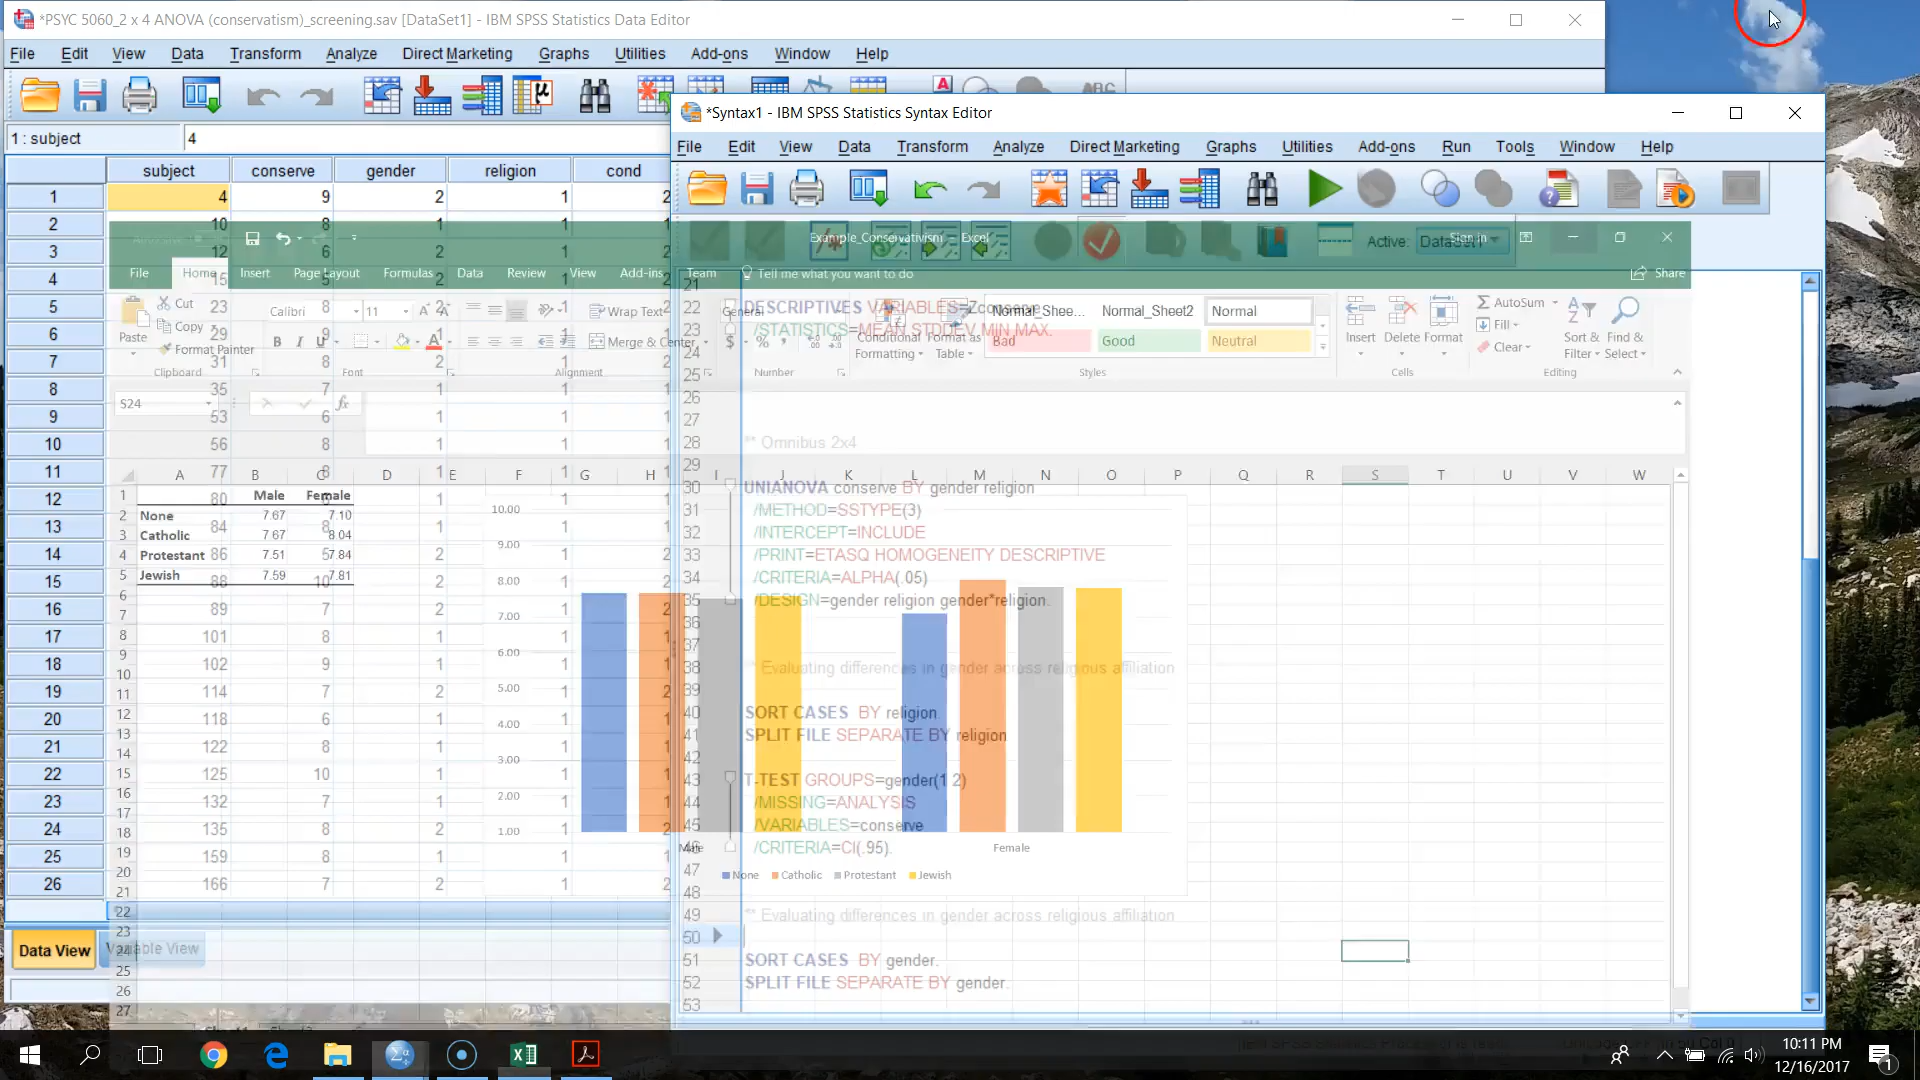 *PSYC 5060_2 x 4 ANOVA (conservatism)_screening.sav [DataSet1] - IBM SPSS Statistics Data Editor
File Edit View Data Transform Analyze Direct Marketing Graphs Utilities Add-ons Window Help
1 : subject 4
subject conserve gender religion cond
1 4 9 2 1 2
2 10 8 1 1
3 12 6 2 1
4 15 5 1
5 23 8 2 1
6 29 9 1 1
7 31 8 2 1
8 35 7 1 1
9 53 6 1 1
10 56 8 1 1
11 77 8 1 1
12 80 6 1 1
13 84 8 1 1
14 86 5 2 1
15 88 10 2 1
16 89 7 2 1
17 101 8 1 1
18 102 9 1 1
19 114 7 2 1
20 118 6 1 1
21 122 8 1 1
22 125 10 1 1
23 132 7 1 1
24 135 8 2 1
25 159 8 1 1
26 166 7 2 1
Data View Variable View
*Syntax1 - IBM SPSS Statistics Syntax Editor
File Edit View Data Transform Analyze Direct Marketing Graphs Utilities Add-ons Run Tools Window Help
Active: DataSet1
21
22 DESCRIPTIVES VARIABLES=Zconserve
23 /STATISTICS=MEAN STDDEV MIN MAX.
24
25
26
27
28 ** Omnibus 2x4
29
30 UNIANOVA conserve BY gender religion
31 /METHOD=SSTYPE(3)
32 /INTERCEPT=INCLUDE
33 /PRINT=ETASQ HOMOGENEITY DESCRIPTIVE
34 /CRITERIA=ALPHA(.05)
35 /DESIGN=gender religion gender*religion.
36
37
38 ** Evaluating differences in gender across religious affiliation
39
40 SORT CASES BY religion.
41 SPLIT FILE SEPARATE BY religion
42
43 T-TEST GROUPS=gender(1 2)
44 /MISSING=ANALYSIS
45 /VARIABLES=conserve
46 /CRITERIA=CI(.95).
47
48
49 ** Evaluating differences in gender across religious affiliation
50
51 SORT CASES BY gender.
52 SPLIT FILE SEPARATE BY gender.
53
Example_Conservativism - Excel
Sign in
File Home Insert Page Layout Formulas Data Review View Add-ins Team Tell me what you want to do Share
Paste Cut Copy Format Painter Clipboard
Calibri 11 B I U Font
Wrap Text Merge & Center Alignment
General $ % Number
Conditional Formatting Format as Table
Normal_Shee... Normal_Sheet2 Normal
Bad Good Neutral
Styles
Insert Delete Format Cells
AutoSum Fill Clear Sort & Filter Find & Select Editing
S24 fx
A B C D E F G H I J K L M N O P Q R S T U V W
1 Male Female
2 None 7.67 7.10
3 Catholic 7.67 8.04
4 Protestant 7.51 7.84
5 Jewish 7.59 7.81
6
7
8
9
10
11
12
13
14
15
16
17
18
19
20
21
22
23
24
25
26
27
10.00
9.00
8.00
7.00
6.00
5.00
4.00
3.00
2.00
1.00
Male Female
None Catholic Protestant Jewish
10:11 PM
12/16/2017
1